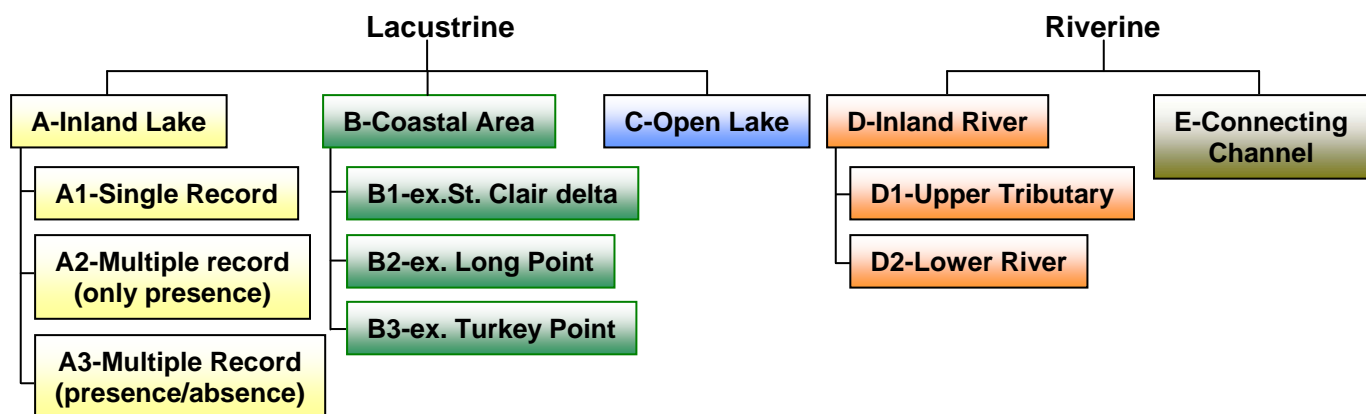 Lacustrine
Riverine
A-Inland Lake
B-Coastal Area
C-Open Lake
D-Inland River
E-Connecting
Channel
A1-Single Record
B1-ex.St. Clair delta
D1-Upper Tributary
A2-Multiple record
(only presence)
B2-ex. Long Point
D2-Lower River
A3-Multiple Record
(presence/absence)
B3-ex. Turkey Point